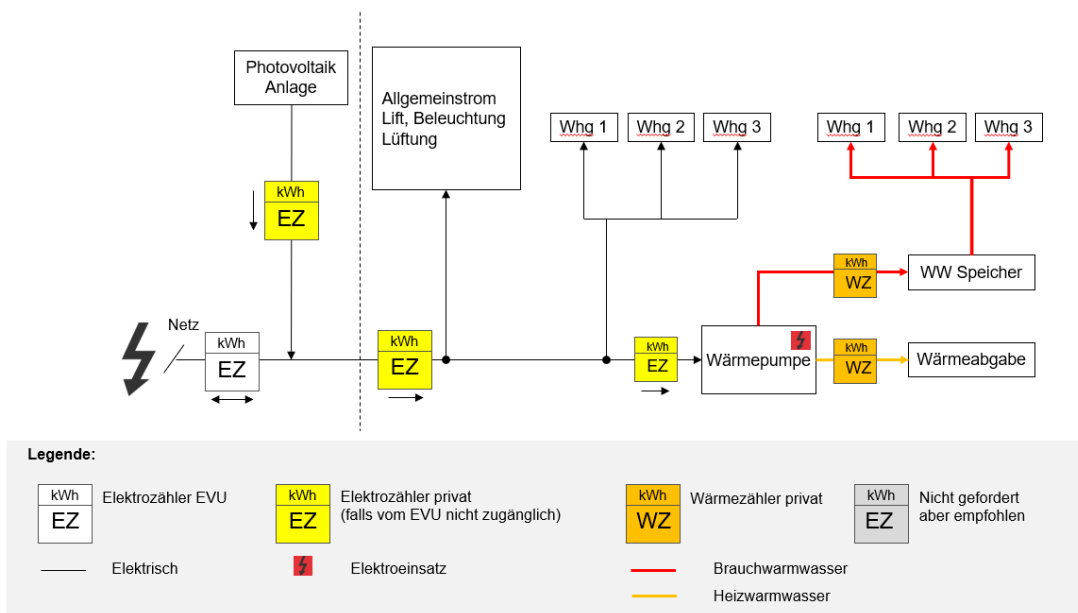 Photovoltaik
Anlage
Allgemeinstrom
Lift, Beleuchtung
Lüftung
Whg 1
Whg 2
Whg 3
Whg 1
Whg 2
Whg 3
kWh
EZ
kWh
WZ
WW Speicher
Netz
kWh
EZ
kWh
EZ
kWh
EZ
Wärmepumpe
kWh
WZ
Wärmeabgabe
Legende:
kWh
EZ
Elektrozähler EVU
kWh
EZ
Elektrozähler privat
(falls vom EVU nicht zugänglich)
kWh
WZ
Wärmezähler privat
kWh
EZ
Nicht gefordert
aber empfohlen
Elektrisch
Elektroeinsatz
Brauchwarmwasser
Heizwarmwasser